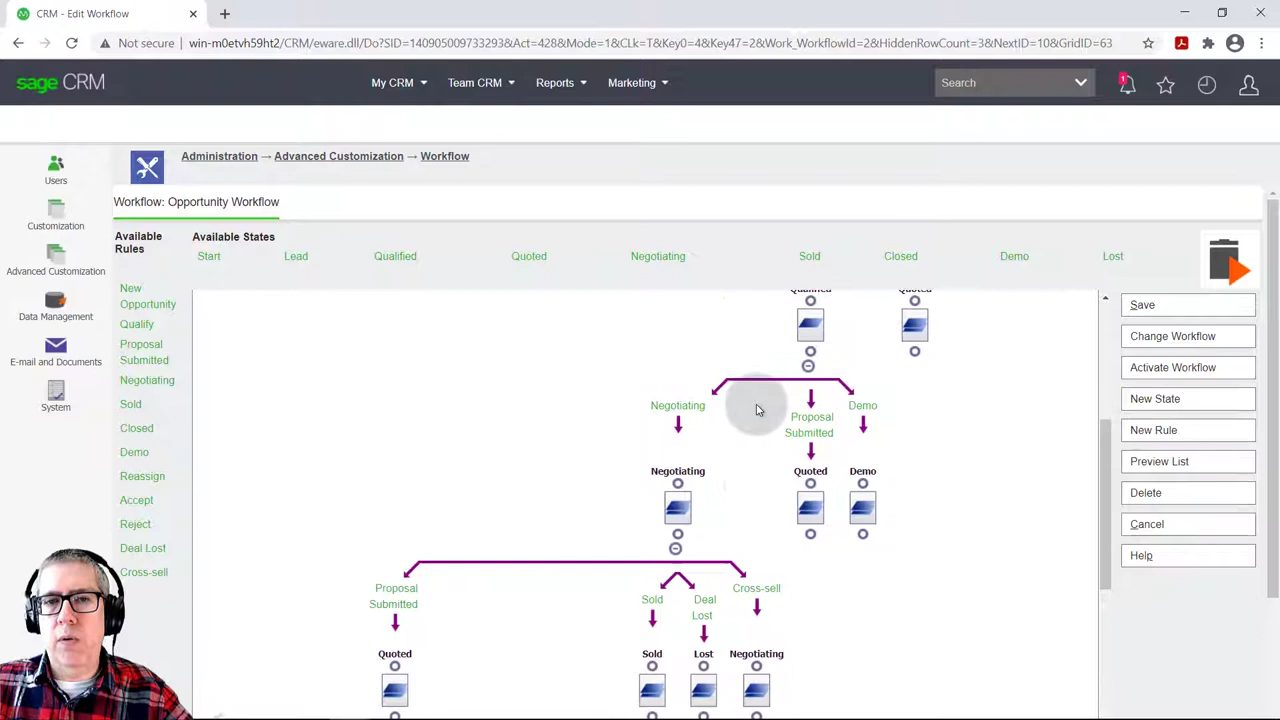 CRM - Edit Workflow
Not secure
win-m0etvh59ht2/CRM/eware.dll/Do?SID=140905009733293&Act=428&Mode=1&CLk=T&Key0=4&Key47=2&Work_WorkflowId=2&HiddenRowCount=3&NextID=10&GridID=63
sage CRM
My CRM
Team CRM
Reports
Marketing
Search
1
Users
Customization
Advanced Customization
Data Management
E-mail and Documents
System
Administration → Advanced Customization → Workflow
Workflow: Opportunity Workflow
Available
Rules
Available States
Start
Lead
Qualified
Quoted
Negotiating
Sold
Closed
Demo
Lost
New
Opportunity
Qualify
Proposal
Submitted
Negotiating
Sold
Closed
Demo
Reassign
Accept
Reject
Deal Lost
Cross-sell
Qualified
Quoted
Negotiating
Proposal
Submitted
Demo
Negotiating
Quoted
Demo
Proposal
Submitted
Sold
Deal
Lost
Cross-sell
Quoted
Sold
Lost
Negotiating
Save
Change Workflow
Activate Workflow
New State
New Rule
Preview List
Delete
Cancel
Help